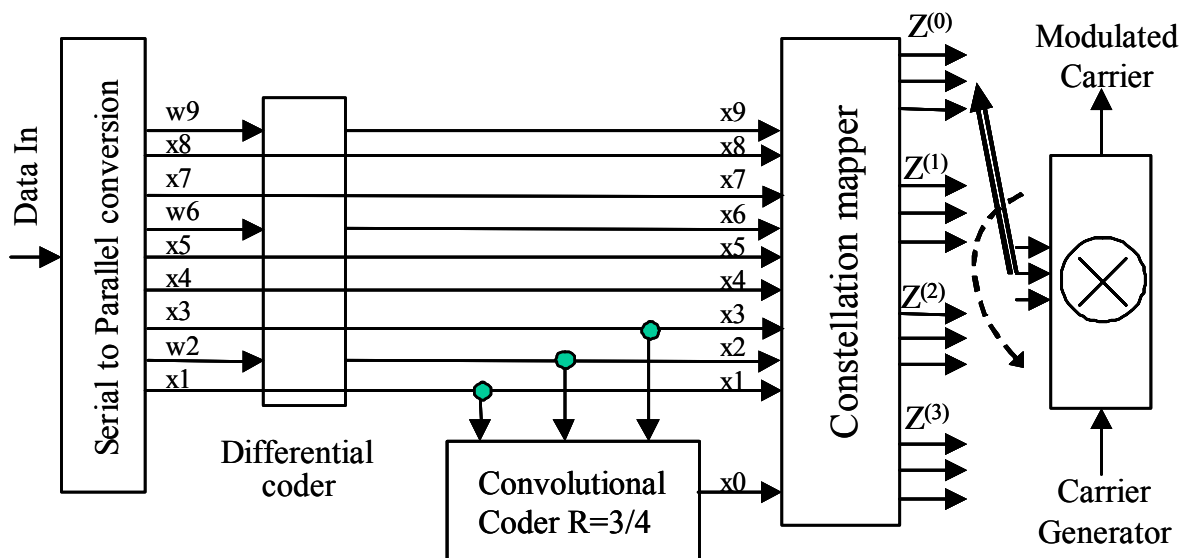 Data In
Serial to Parallel conversion
w9
x8
x7
w6
x5
x4
x3
w2
x1
Differential
coder
Convolutional
Coder R=3/4
x0
x9
x8
x7
x6
x5
x4
x3
x2
x1
Constellation mapper
Z(0)
Z(1)
Z(2)
Z(3)
Modulated
Carrier
Carrier
Generator